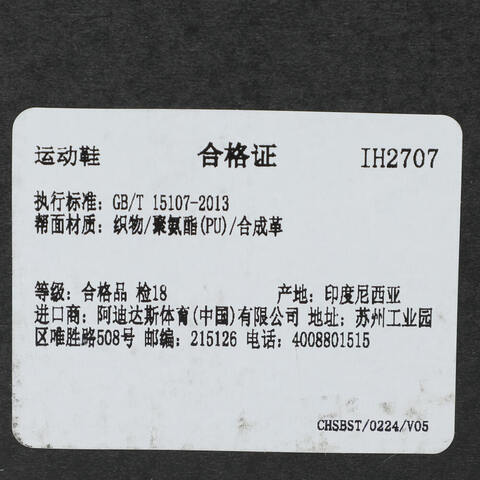 运动鞋 合格证 IH2707
执行标准: GB/T 15107-2013
帮面材质: 织物/聚氨酯(PU)/合成革
等级: 合格品 检18 产地: 印度尼西亚
进口商: 阿迪达斯体育(中国)有限公司 地址: 苏州工业园
区唯胜路508号 邮编: 215126 电话: 4008801515
CHSBST/0224/V05